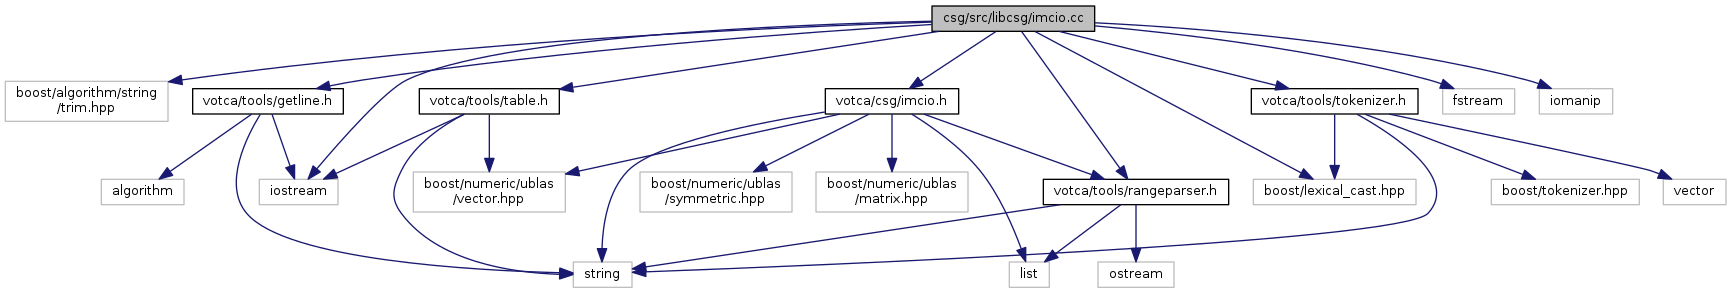 csg/src/libcsg/imcio.cc
boost/algorithm/string
/trim.hpp
votca/tools/getline.h
votca/tools/table.h
votca/csg/imcio.h
votca/tools/tokenizer.h
fstream
iomanip
algorithm
iostream
boost/numeric/ublas
/vector.hpp
boost/numeric/ublas
/symmetric.hpp
boost/numeric/ublas
/matrix.hpp
votca/tools/rangeparser.h
boost/lexical_cast.hpp
boost/tokenizer.hpp
vector
string
list
ostream